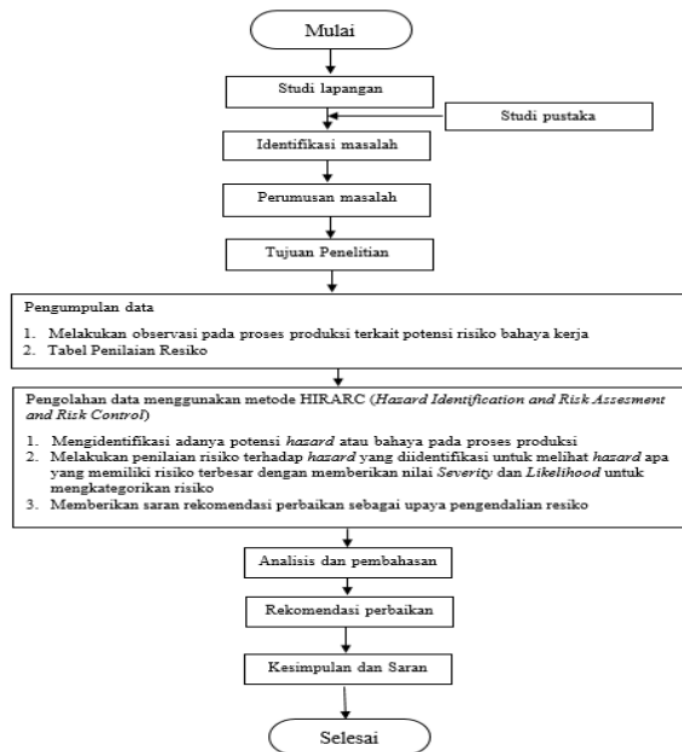 Mulai
Studi lapangan
Studi pustaka
Identifikasi masalah
Perumusan masalah
Tujuan Penelitian
Pengumpulan data
1. Melakukan observasi pada proses produksi terkait potensi risiko bahaya kerja
2. Tabel Penilaian Resiko
Pengolahan data menggunakan metode HIRARC (Hazard Identification and Risk Assesment
and Risk Control)
1. Mengidentifikasi adanya potensi hazard atau bahaya pada proses produksi
2. Melakukan penilaian risiko terhadap hazard yang diidentifikasi untuk melihat hazard apa
yang memiliki risiko terbesar dengan memberikan nilai Severity dan Likelihood untuk
mengkategorikan risiko
3. Memberikan saran rekomendasi perbaikan sebagai upaya pengendalian resiko
Analisis dan pembahasan
Rekomendasi perbaikan
Kesimpulan dan Saran
Selesai